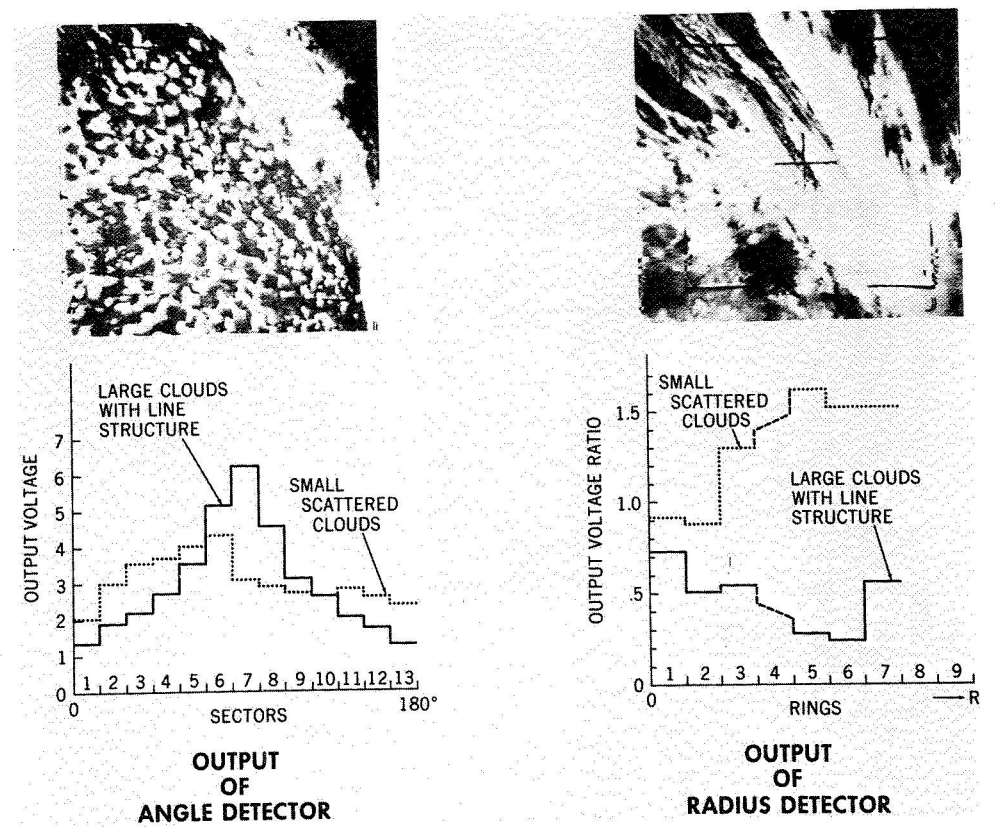 LARGE CLOUDS
WITH LINE
STRUCTURE
SMALL
SCATTERED
CLOUDS
OUTPUT VOLTAGE
7
6
5
4
3
2
1
0
1 2 3 4 5 6 7 8 9 10 11 12 13
0 180°
SECTORS
OUTPUT
OF
ANGLE DETECTOR
SMALL
SCATTERED
CLOUDS
LARGE CLOUDS
WITH LINE
STRUCTURE
OUTPUT VOLTAGE RATIO
1.5
1.0
.5
0
1 2 3 4 5 6 7 8 9
0 R
RINGS
OUTPUT
OF
RADIUS DETECTOR